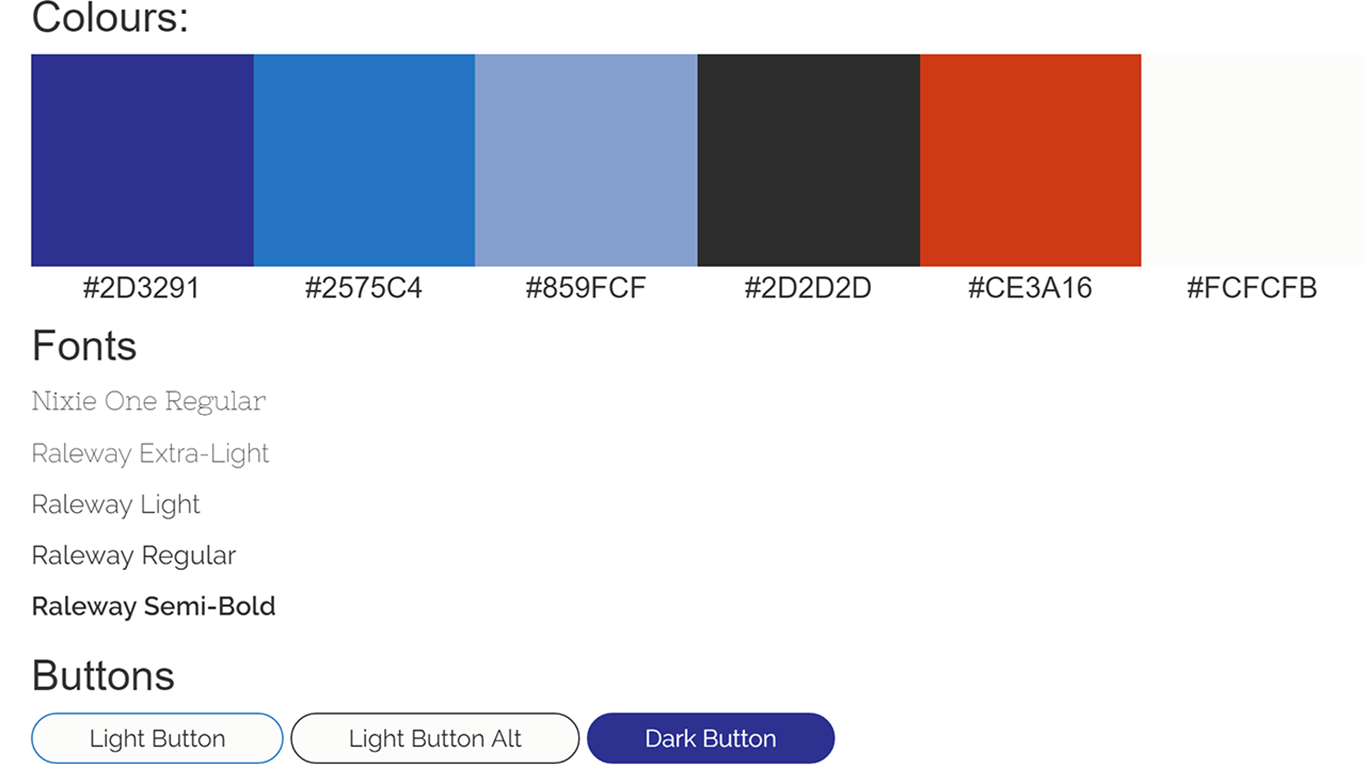 Colours:
#2D3291 #2575C4 #859FCF #2D2D2D #CE3A16 #FCFCFB
Fonts
Nixie One Regular
Raleway Extra-Light
Raleway Light
Raleway Regular
Raleway Semi-Bold
Buttons
Light Button Light Button Alt Dark Button